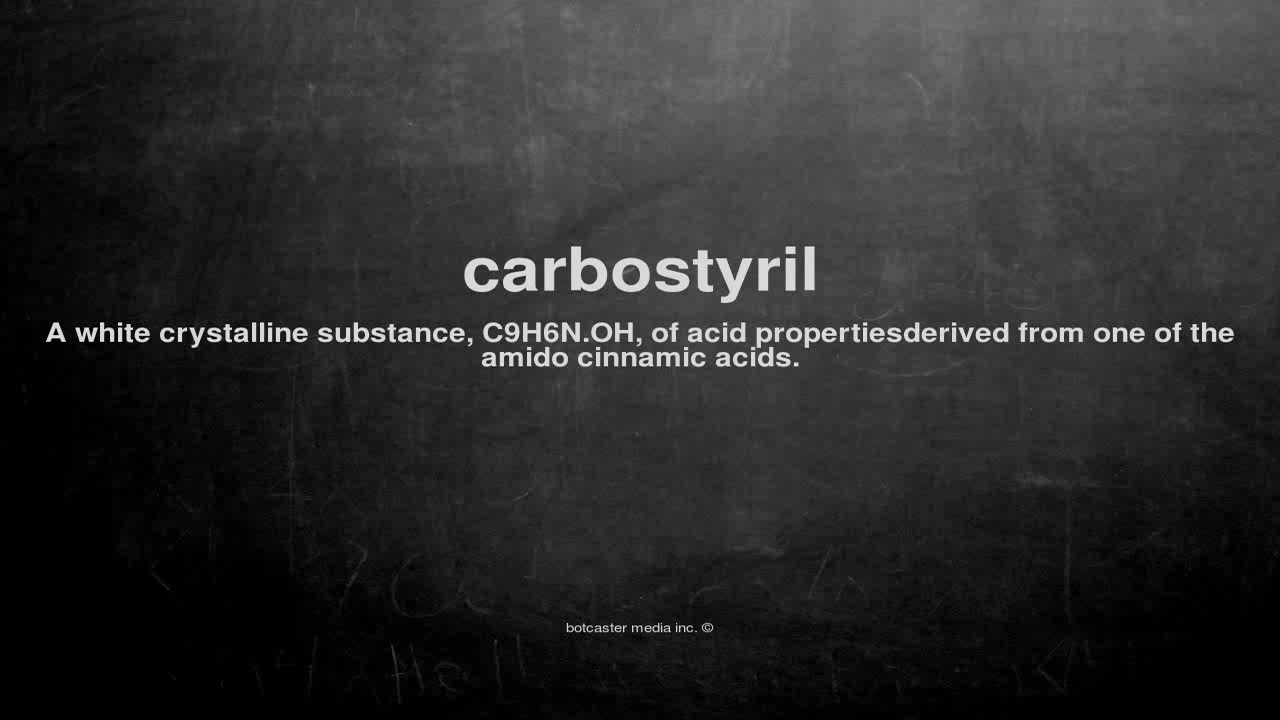 carbostyril
A white crystalline substance, C9H6N.OH, of acid propertiesderived from one of the
amido cinnamic acids.
botcaster media inc. ©